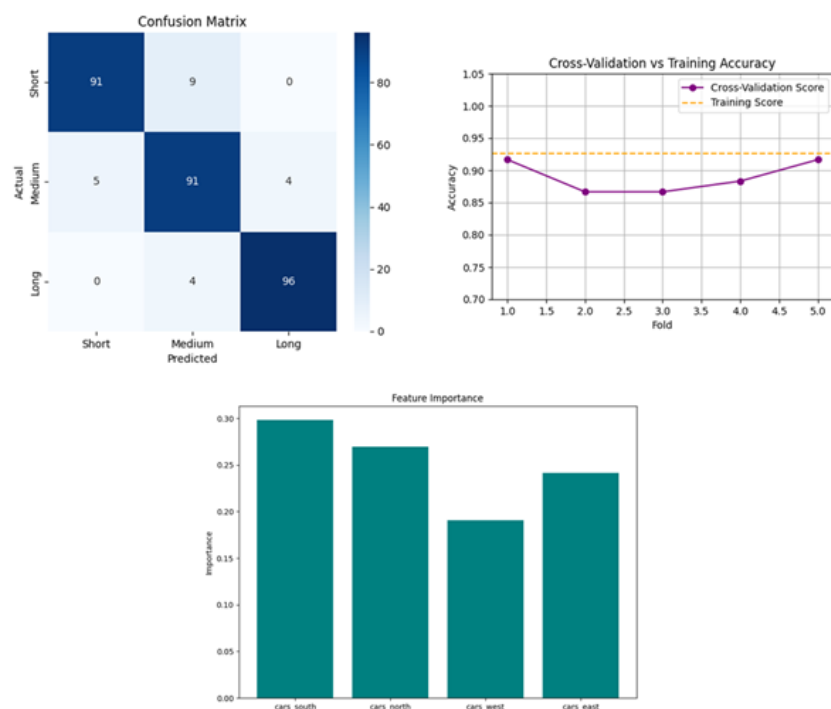 Confusion Matrix
Short
91
9
0
80
Actual
Medium
5
91
4
60
40
Long
0
4
96
20
0
Short
Medium
Long
Predicted
Cross-Validation vs Training Accuracy
1.05
Cross-Validation Score
1.00
Training Score
0.95
0.90
Accuracy
0.85
0.80
0.75
0.70
1.0 1.5 2.0 2.5 3.0 3.5 4.0 4.5 5.0
Fold
Feature Importance
0.30
0.25
0.20
Importance
0.15
0.10
0.05
0.00
cars_south cars_north cars_west cars_east